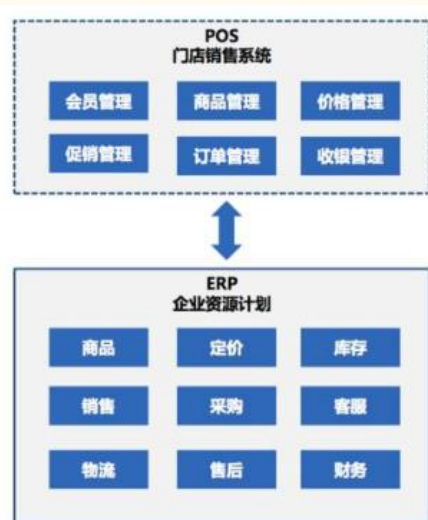 POS
门店销售系统
会员管理 商品管理 价格管理
促销管理 订单管理 收银管理
ERP
企业资源计划
商品 定价 库存
销售 采购 客服
物流 售后 财务